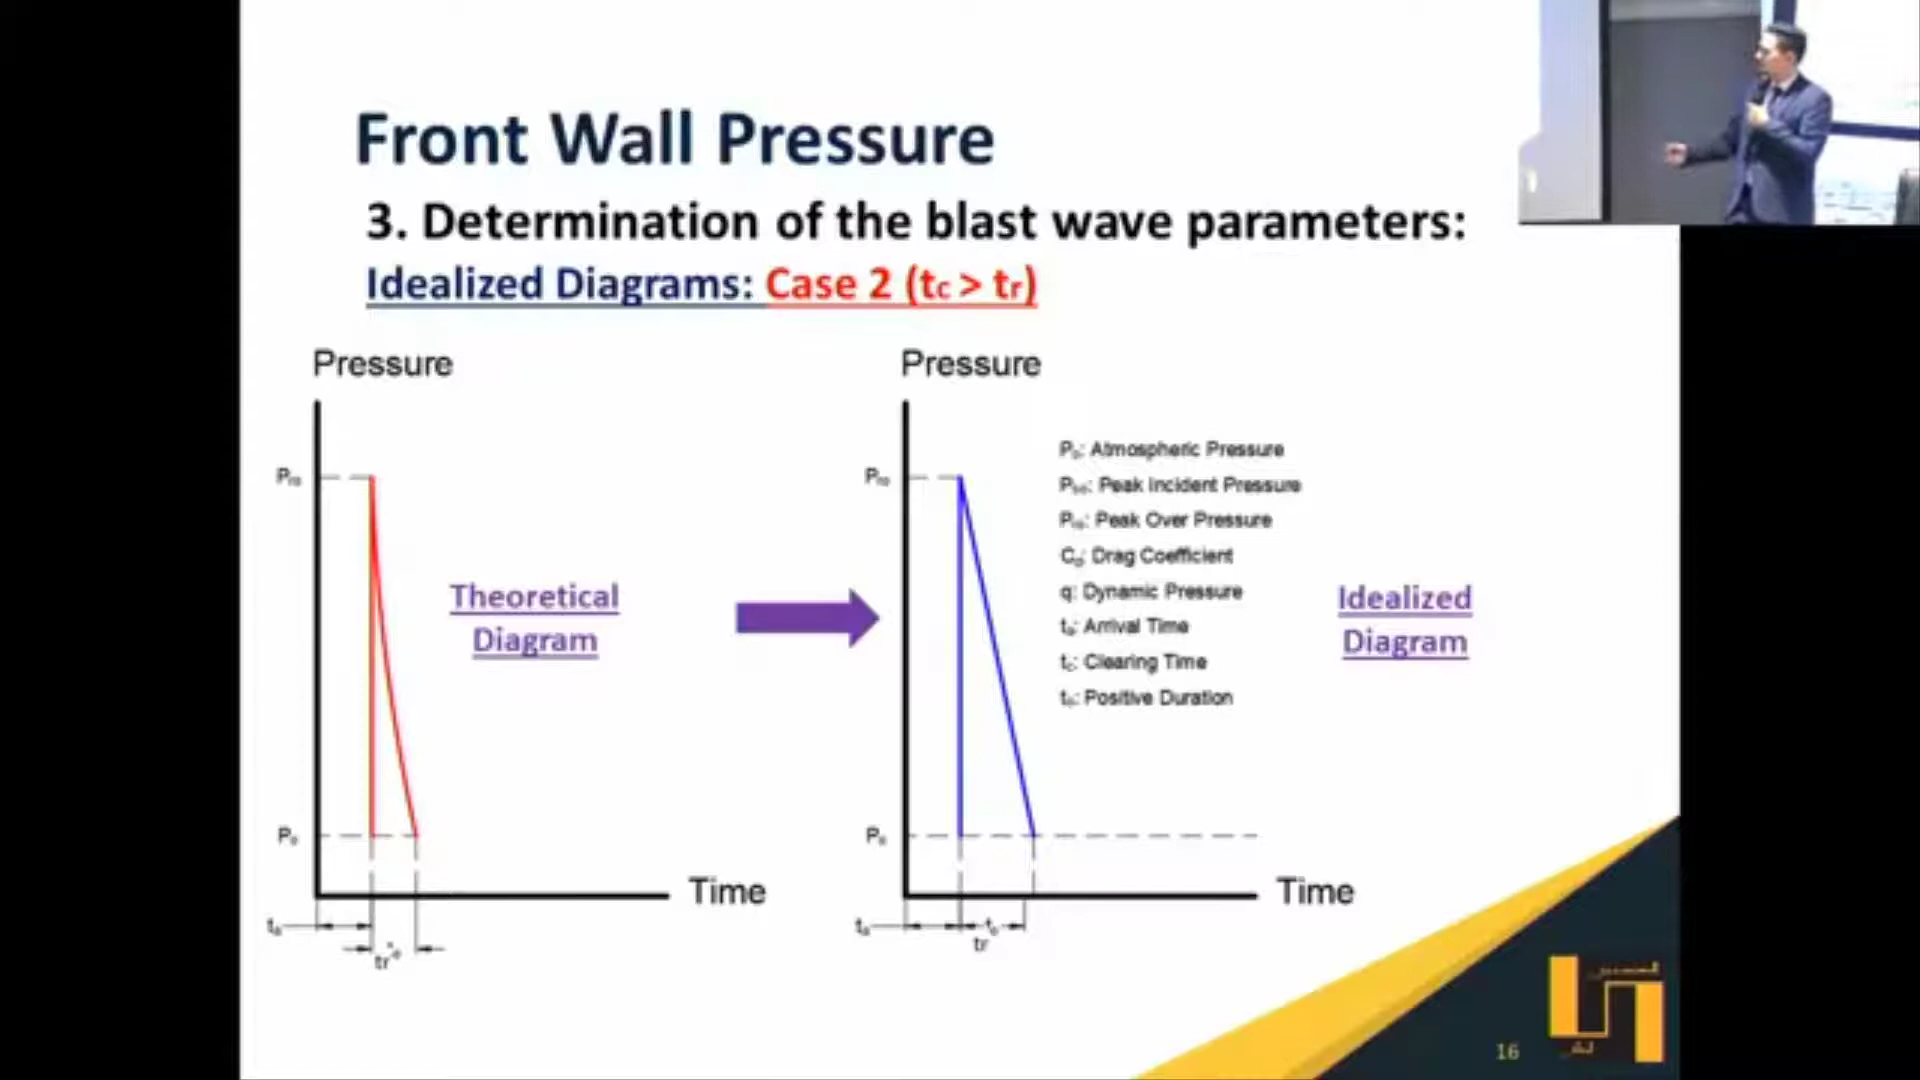 Front Wall Pressure
3. Determination of the blast wave parameters:
Idealized Diagrams: Case 2 (tc > tr)
Pressure
Pro
Po
Theoretical
Diagram
Time
ta
tr
Pressure
Pro
Po
Po: Atmospheric Pressure
Pso: Peak Incident Pressure
Pro: Peak Over Pressure
CD: Drag Coefficient
q: Dynamic Pressure
ta: Arrival Time
tc: Clearing Time
to: Positive Duration
Idealized
Diagram
Time
ta
to
tr
16